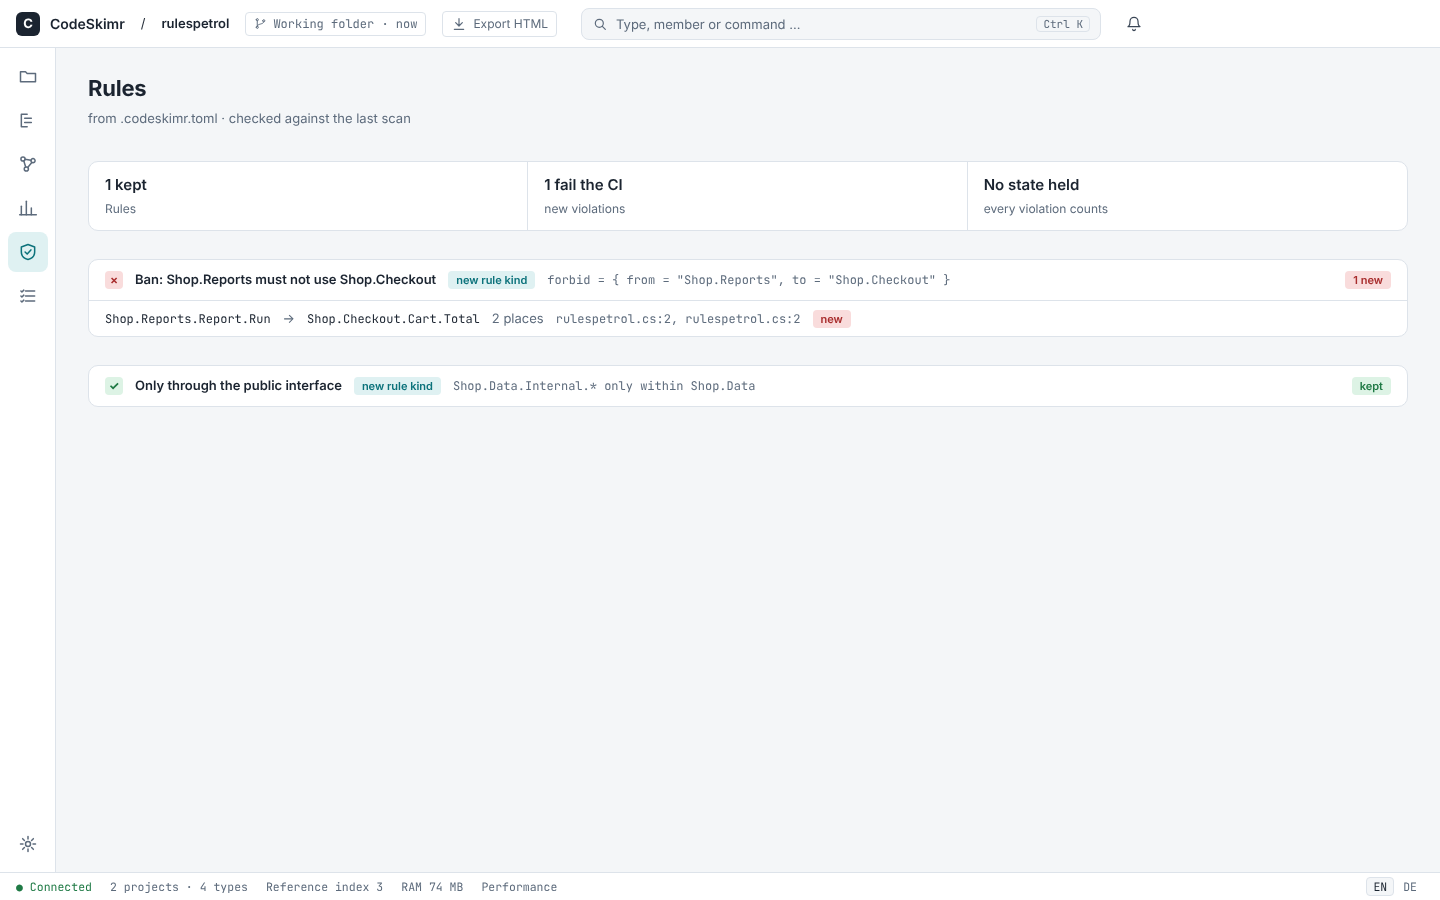 C CodeSkimr / rulespetrol Working folder · now Export HTML Type, member or command ... Ctrl K
Rules
from .codeskimr.toml · checked against the last scan
1 kept
Rules
1 fail the CI
new violations
No state held
every violation counts
Ban: Shop.Reports must not use Shop.Checkout new rule kind forbid = { from = "Shop.Reports", to = "Shop.Checkout" } 1 new
Shop.Reports.Report.Run → Shop.Checkout.Cart.Total 2 places rulespetrol.cs:2, rulespetrol.cs:2 new
Only through the public interface new rule kind Shop.Data.Internal.* only within Shop.Data kept
Connected 2 projects · 4 types Reference index 3 RAM 74 MB Performance EN DE